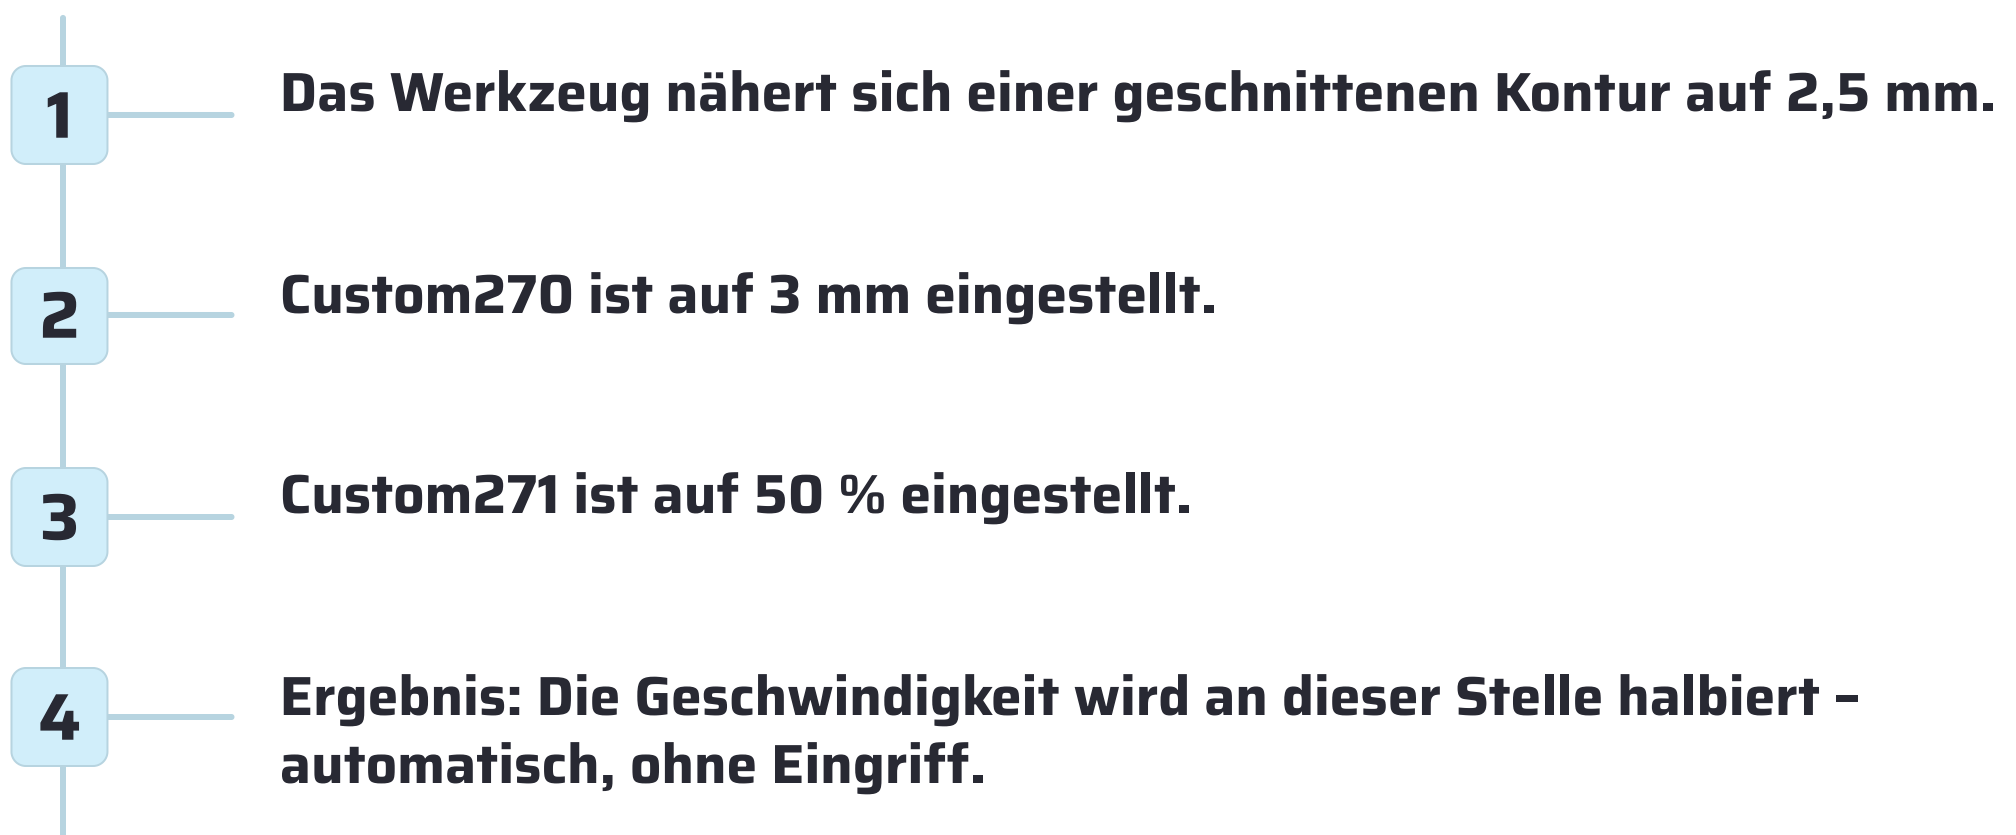 1
Das Werkzeug nähert sich einer geschnittenen Kontur auf 2,5 mm.
2
Custom270 ist auf 3 mm eingestellt.
3
Custom271 ist auf 50 % eingestellt.
4
Ergebnis: Die Geschwindigkeit wird an dieser Stelle halbiert –
automatisch, ohne Eingriff.